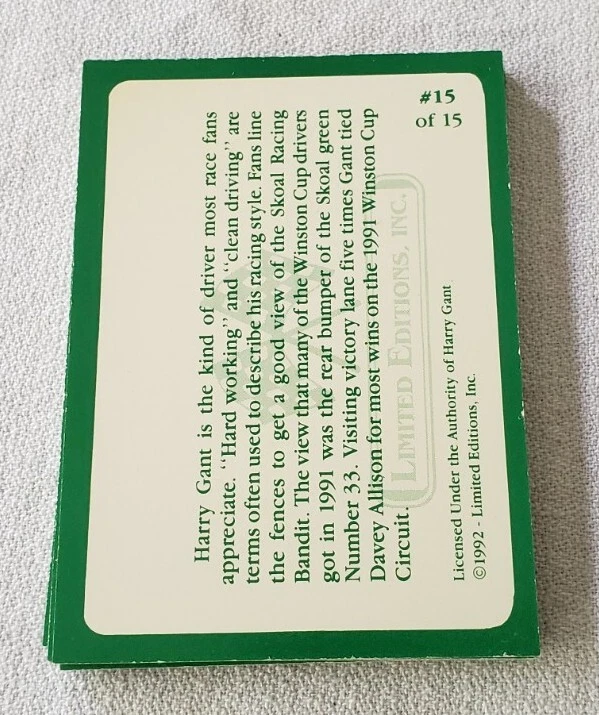 #15
of 15
Harry Gant is the kind of driver most race fans
appreciate. "Hard working" and "clean driving" are
terms often used to describe his racing style. Fans line
the fences to get a good view of the Skoal Racing
Bandit. The view that many of the Winston Cup drivers
got in 1991 was the rear bumper of the Skoal green
Number 33. Visiting victory lane five times Gant tied
Davey Allison for most wins on the 1991 Winston Cup
Circuit.
LIMITED EDITIONS, INC.
Licensed Under the Authority of Harry Gant
©1992 - Limited Editions, Inc.